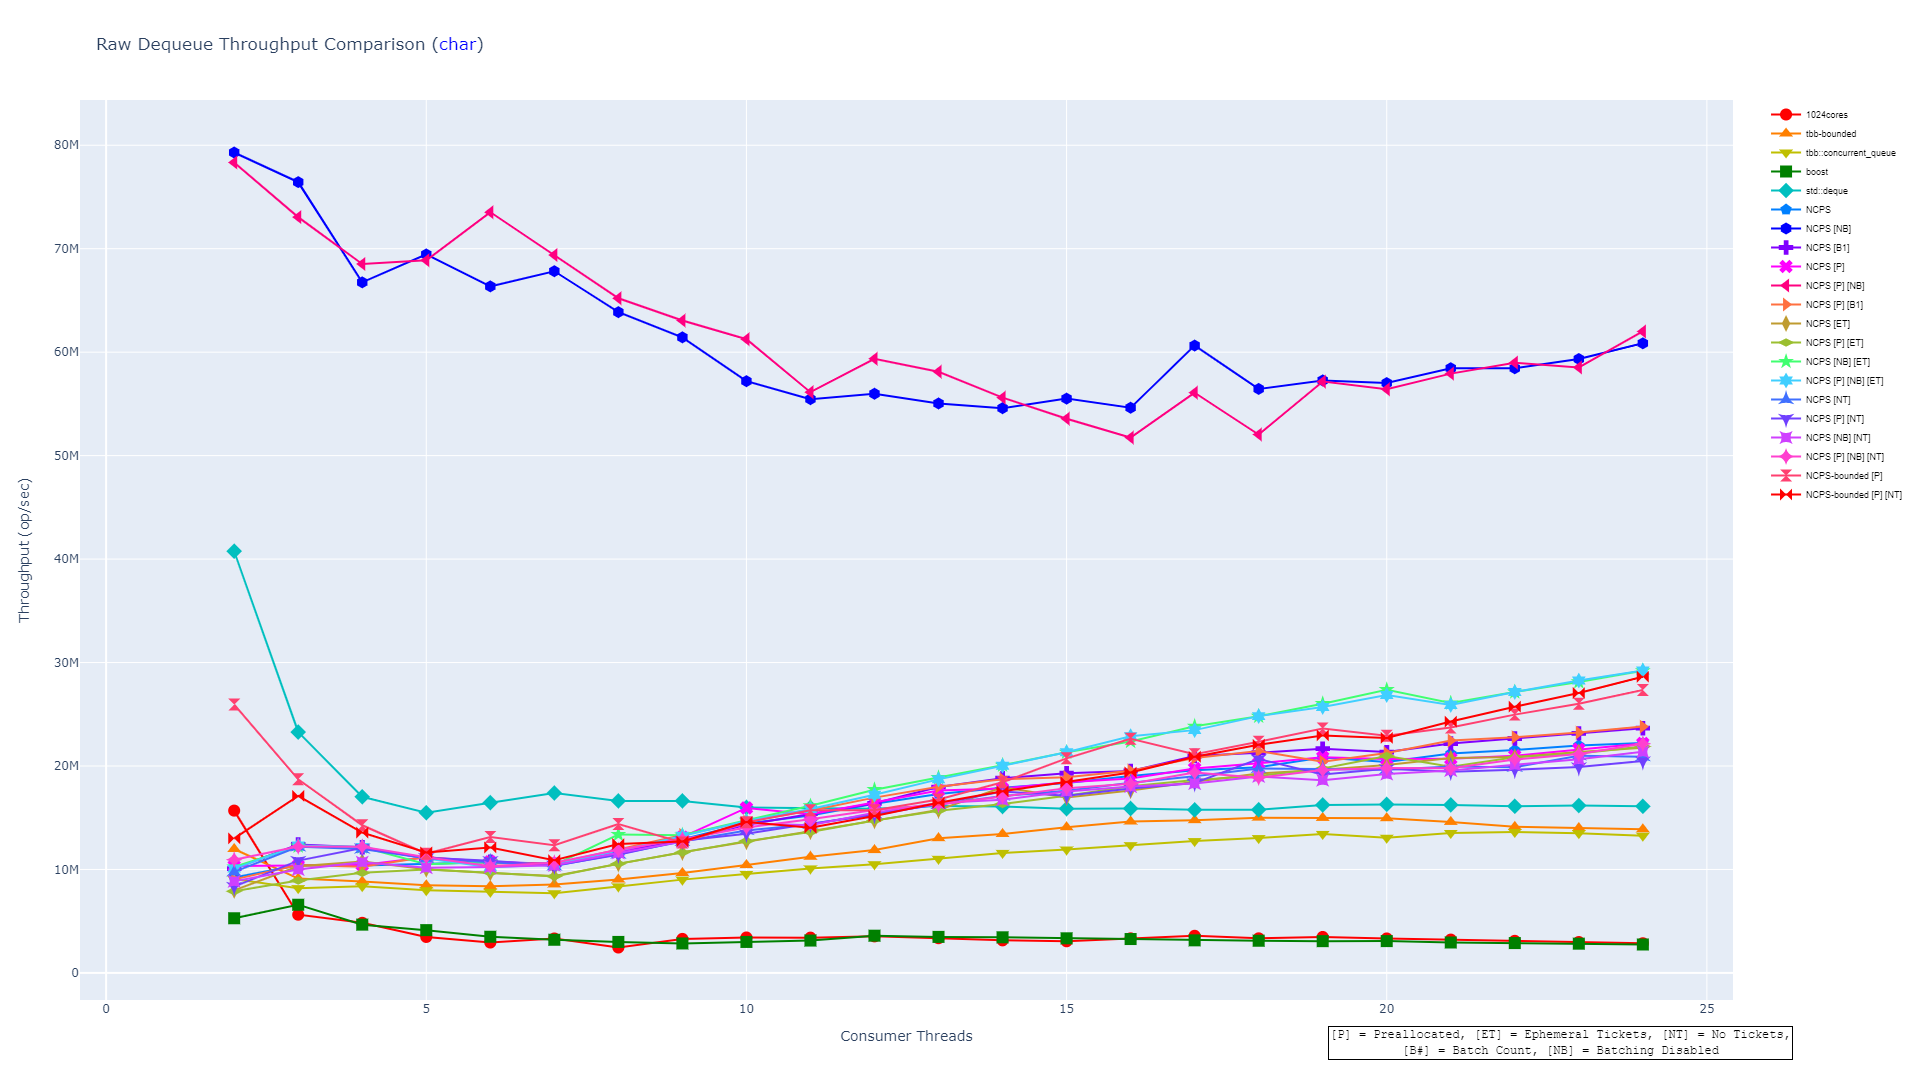 Raw Dequeue Throughput Comparison (char)
80M
70M
60M
50M
40M
30M
20M
10M
0
Throughput (op/sec)
0
5
10
15
20
25
Consumer Threads
1024cores
tbb-bounded
tbb::concurrent_queue
boost
std::deque
NCPS
NCPS [NB]
NCPS [B1]
NCPS [P]
NCPS [P] [NB]
NCPS [P] [B1]
NCPS [ET]
NCPS [P] [ET]
NCPS [NB] [ET]
NCPS [P] [NB] [ET]
NCPS [NT]
NCPS [P] [NT]
NCPS [NB] [NT]
NCPS [P] [NB] [NT]
NCPS-bounded [P]
NCPS-bounded [P] [NT]
[P] = Preallocated, [ET] = Ephemeral Tickets, [NT] = No Tickets,
[B#] = Batch Count, [NB] = Batching Disabled